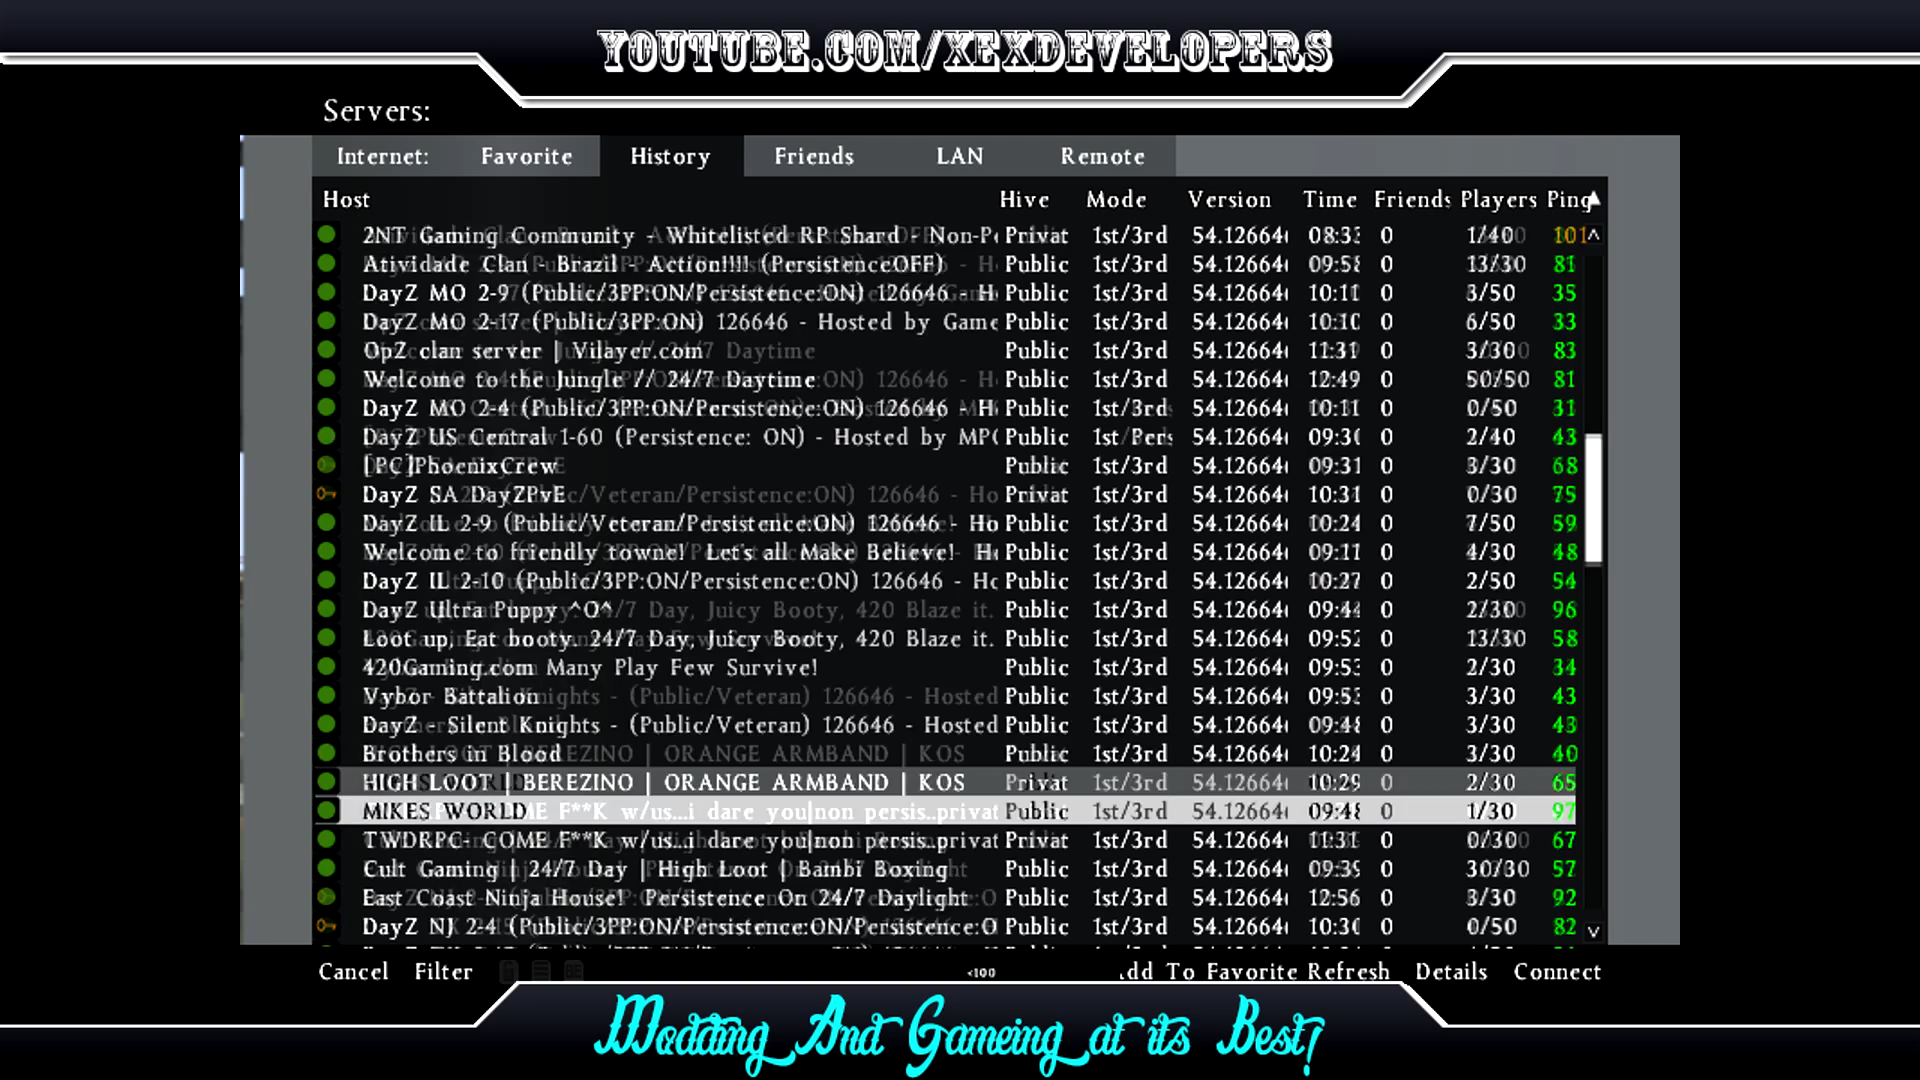 YOUTUBE.COM/XEXDEVELOPERS
Servers:
Internet: Favorite History Friends LAN Remote
Host Hive Mode Version Time Friends Players Ping
2NT Gaming Community - Whitelisted RP Shard - Non-Pe Privat 1st/3rd 54.12664 08:33 0 1/40 101
Atividade Clan - Brazil - Action!!!! (PersistenceOFF) Public 1st/3rd 54.12664 09:58 0 13/30 81
DayZ MO 2-9 (Public/3PP:ON/Persistence:ON) 126646 - H Public 1st/3rd 54.12664 10:11 0 3/50 35
DayZ MO 2-17 (Public/3PP:ON) 126646 - Hosted by Game Public 1st/3rd 54.12664 10:10 0 6/50 33
OpZ clan server | Vilayer.com Public 1st/3rd 54.12664 11:31 0 3/30 83
Welcome to the Jungle // 24/7 Daytime Public 1st/3rd 54.12664 0 50/50 81
DayZ MO 2-4 (Public/3PP:ON/Persistence:ON) 126646 - H Public 1st/3rd 54.12664 10:11 0 0/50 31
DayZ US Central 1-60 (Persistence: ON) - Hosted by MP Public 1st 54.12664 0 2/40 43
[PC]PhoenixCrew Public 1st/3rd 54.12664 09:31 0 /30 68
DayZ SA DayZPvE Privat 1st/3rd 54.12664 10:31 0 0/30 75
DayZ IL 2-9 (Public/Veteran/Persistence:ON) 126646 - Ho Public 1st/3rd 54.12664 10:24 0 7/50 59
Welcome to friendly towne! Let's all Make Believe! H Public 1st/3rd 54.12664 0 4/30 48
DayZ IL 2-10 (Public/3PP:ON/Persistence:ON) 126646 - Ho Public 1st/3rd 54.12664 10:27 0 2/50 54
DayZ Ultra Puppy ^O^ Public 1st/3rd 54.12664 09:44 0 2/30 96
Loot up, Eat booty. 24/7 Day, Juicy Booty, 420 Blaze it. Public 1st/3rd 54.12664 09:52 0 13/30 58
420Gaming.com Many Play Few Survive! Public 1st/3rd 54.12664 09:53 0 2/30 34
Vybor Battalion Public 1st/3rd 54.12664 0 3/30 43
DayZ - Silent Knights - (Public/Veteran) 126646 - Hosted Public 1st/3rd 54.12664 09:48 0 3/30 43
Brothers in Blood Public 1st/3rd 54.12664 10:24 0 3/30 40
HIGH LOOT | BEREZINO | ORANGE ARMBAND | KOS Privat 1st/3rd 54.12664 10:29 0 2/30 65
MIKES WORLD Public 1st/3rd 54.12664 09:48 0 1/30 97
TWDRPG- COME F**K w/us...i dare you|non persis..privat Privat 1st/3rd 54.12664 11:31 0 0/30 67
Cult Gaming | 24/7 Day | High Loot | Bambi Boxing Public 1st/3rd 54.12664 09:39 0 30/30 57
East Coast Ninja House! Persistence On 24/7 Daylight Public 1st/3rd 54.12664 0 /30 92
DayZ NJ 2-4 (Public/3PP:ON/Persistence:ON/Persistence:O Public 1st/3rd 54.12664 0 0/50 82
Cancel Filter <100 dd To Favorite Refresh Details Connect
Modding And Gameing at its Best!